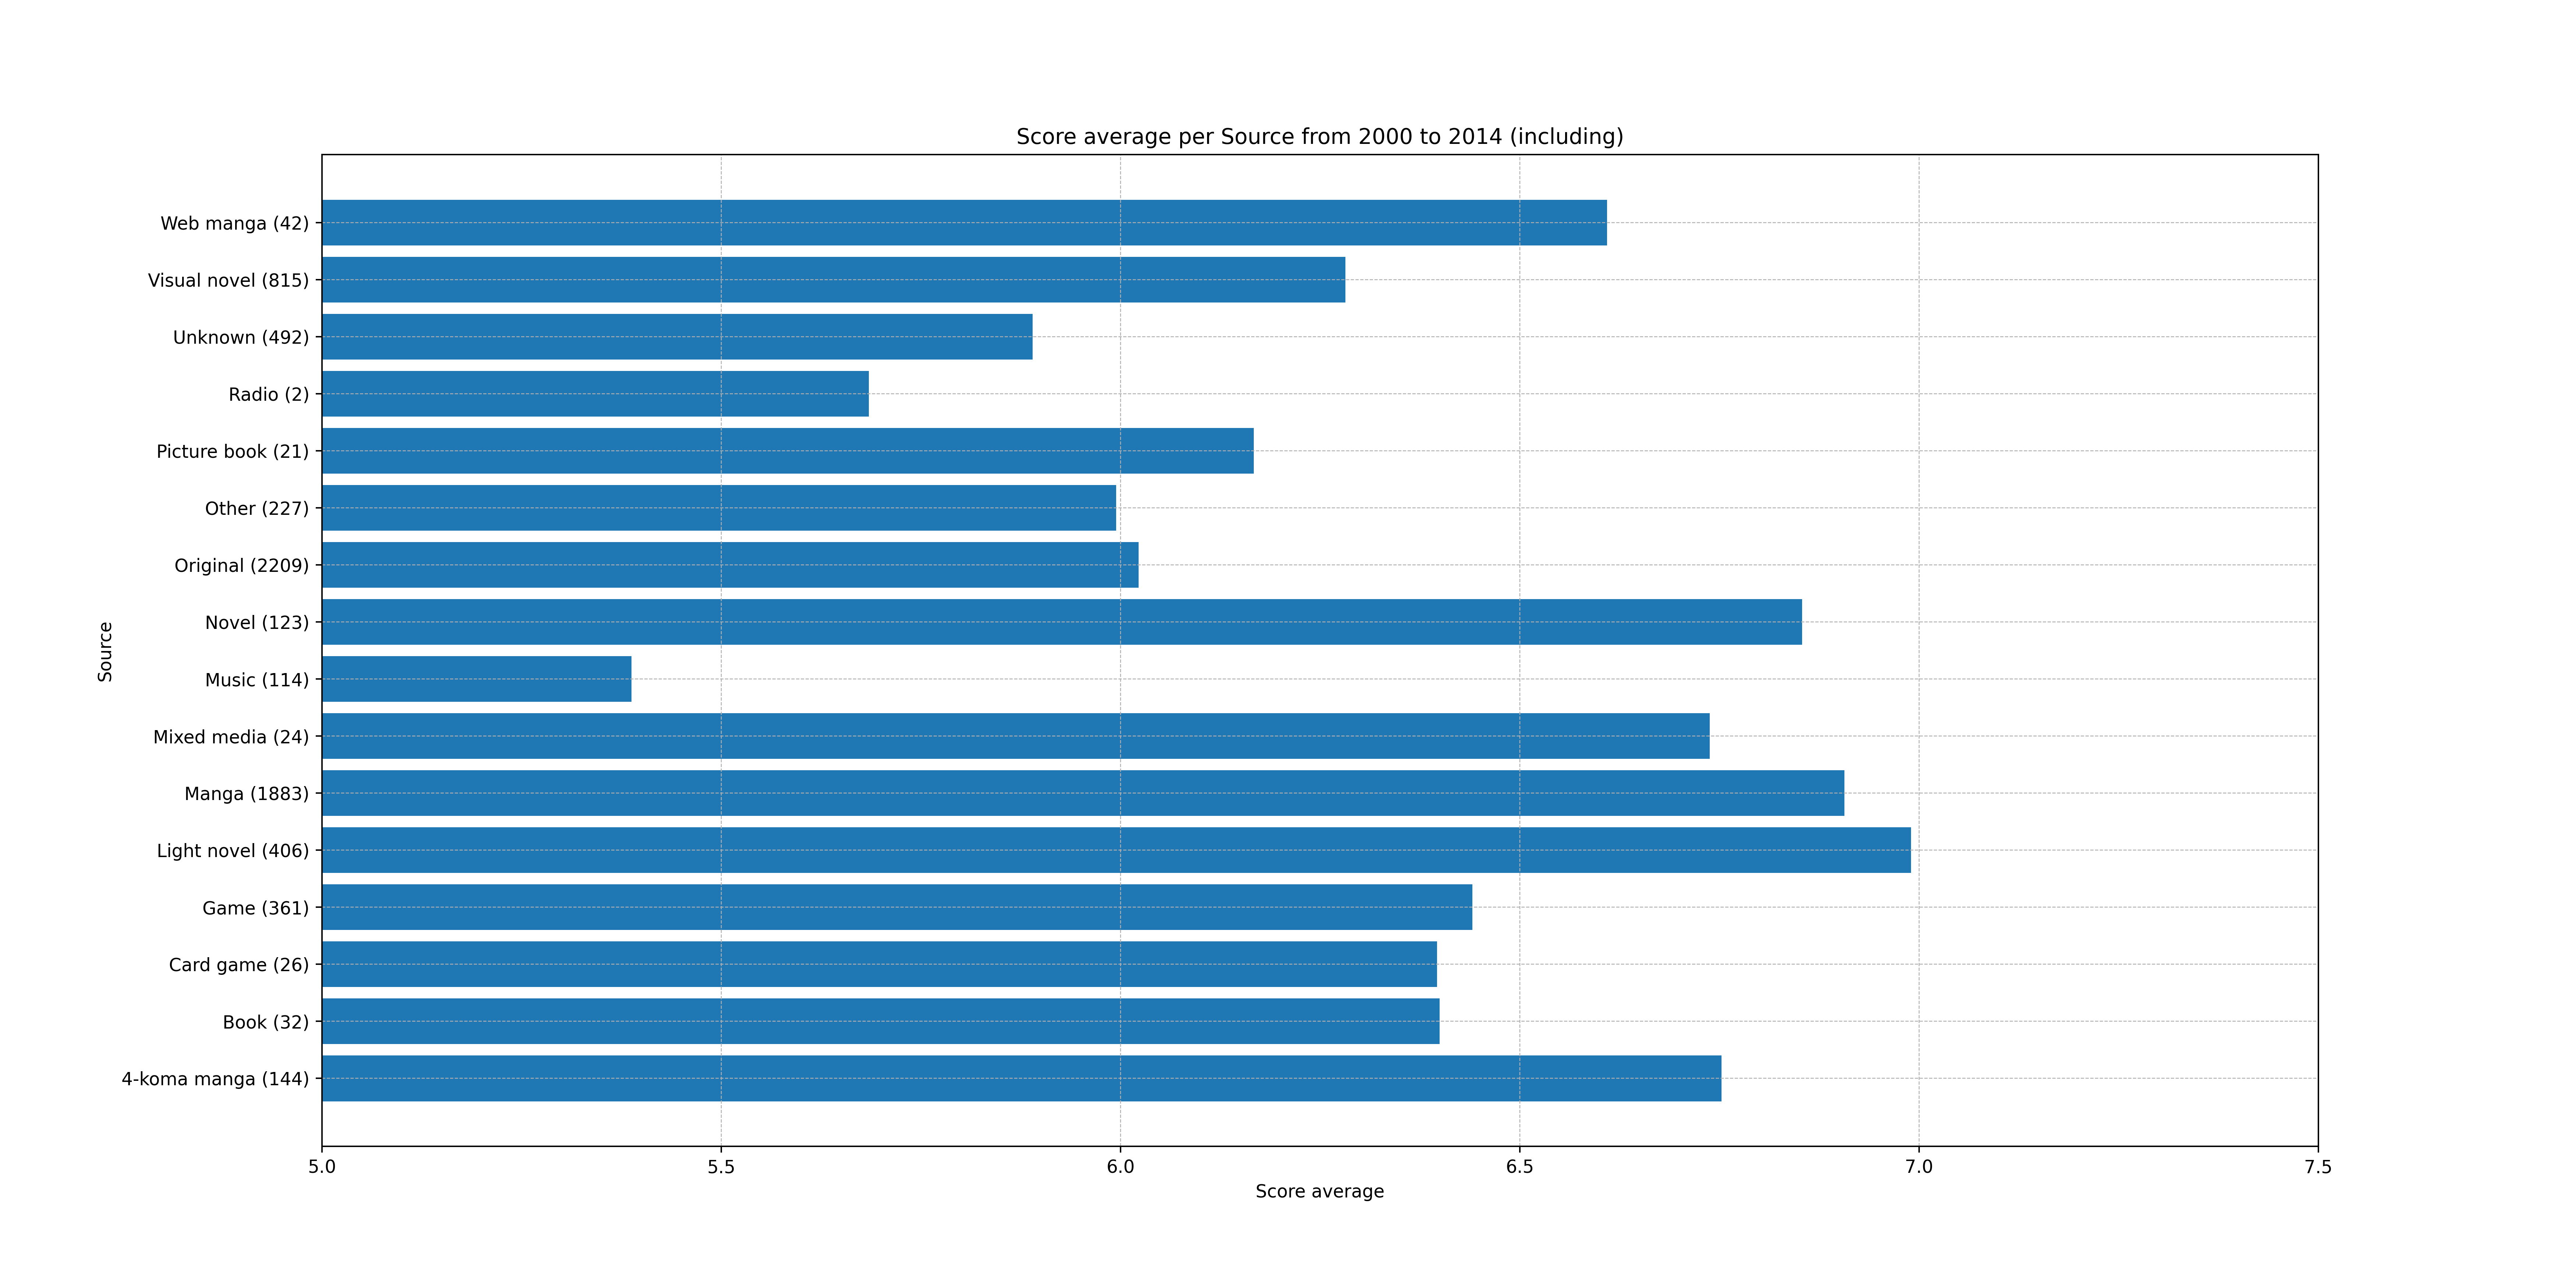 Score average per Source from 2000 to 2014 (including)
Web manga (42)
Visual novel (815)
Unknown (492)
Radio (2)
Picture book (21)
Other (227)
Original (2209)
Novel (123)
Music (114)
Mixed media (24)
Manga (1883)
Light novel (406)
Game (361)
Card game (26)
Book (32)
4-koma manga (144)
Source
5.0 5.5 6.0 6.5 7.0 7.5
Score average